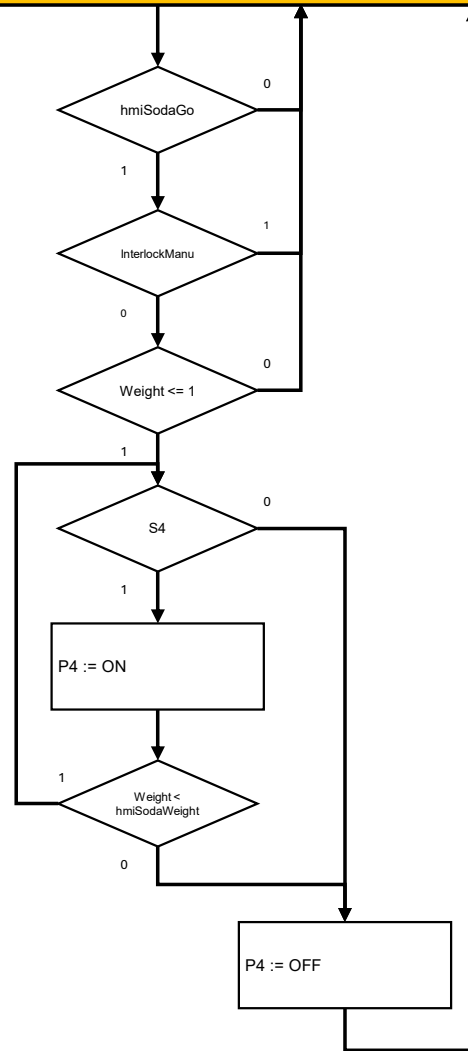 0
hmiSodaGo
1
1
InterlockManu
0
0
Weight <= 1
1
0
S4
1
P4 := ON
1
Weight <
hmiSodaWeight
0
P4 := OFF